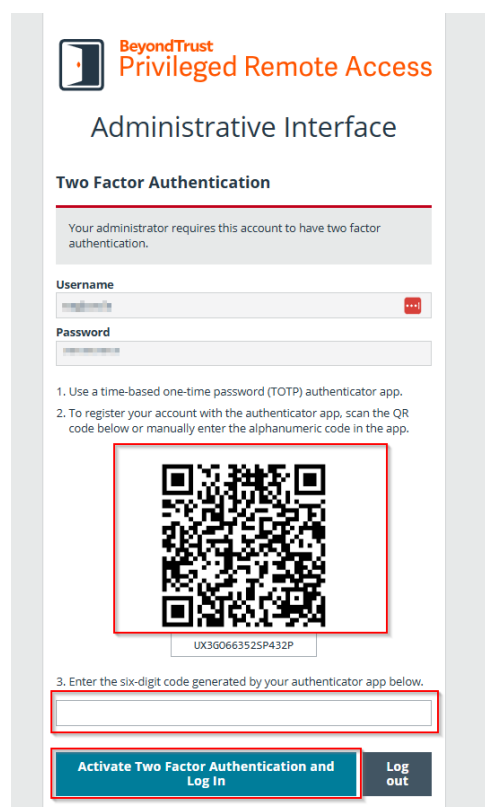 BeyondTrust
Privileged Remote Access
Administrative Interface
Two Factor Authentication
Your administrator requires this account to have two factor
authentication.
Username
Password
1. Use a time-based one-time password (TOTP) authenticator app.
2. To register your account with the authenticator app, scan the QR
code below or manually enter the alphanumeric code in the app.
UX3GO66352SP432P
3. Enter the six-digit code generated by your authenticator app below.
Activate Two Factor Authentication and
Log In
Log
out